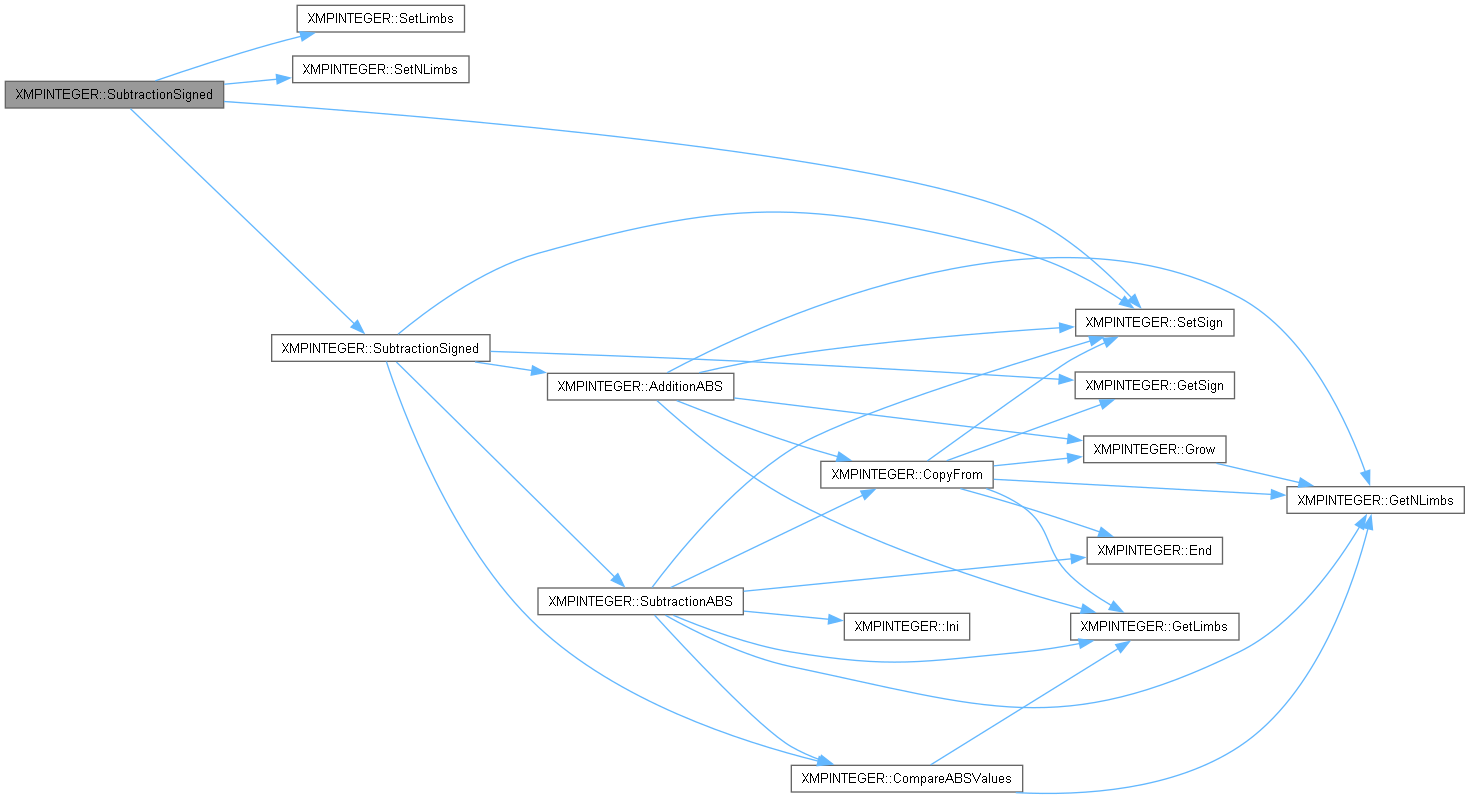 XMPINTEGER::SetLimbs
XMPINTEGER::SetNLimbs
XMPINTEGER::SubtractionSigned
XMPINTEGER::SubtractionSigned
XMPINTEGER::SetSign
XMPINTEGER::AdditionABS
XMPINTEGER::GetSign
XMPINTEGER::Grow
XMPINTEGER::CopyFrom
XMPINTEGER::GetNLimbs
XMPINTEGER::End
XMPINTEGER::SubtractionABS
XMPINTEGER::Ini
XMPINTEGER::GetLimbs
XMPINTEGER::CompareABSValues